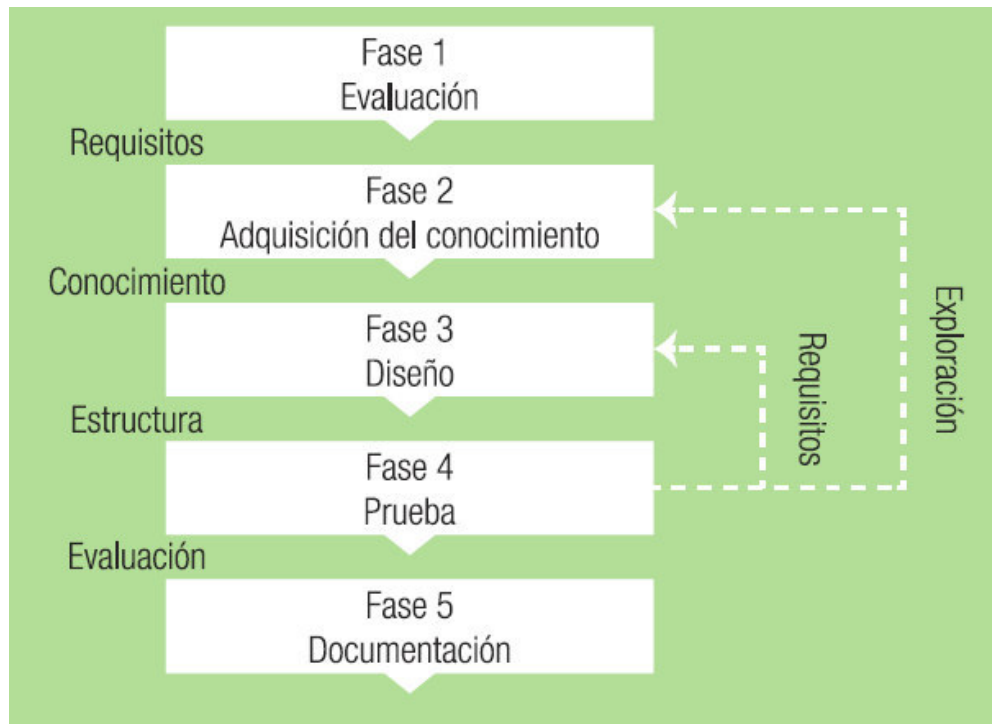 Fase 1
Evaluación
Requisitos
Fase 2
Adquisición del conocimiento
Conocimiento
Fase 3
Diseño
Estructura
Fase 4
Prueba
Evaluación
Fase 5
Documentación
Requisitos
Exploración